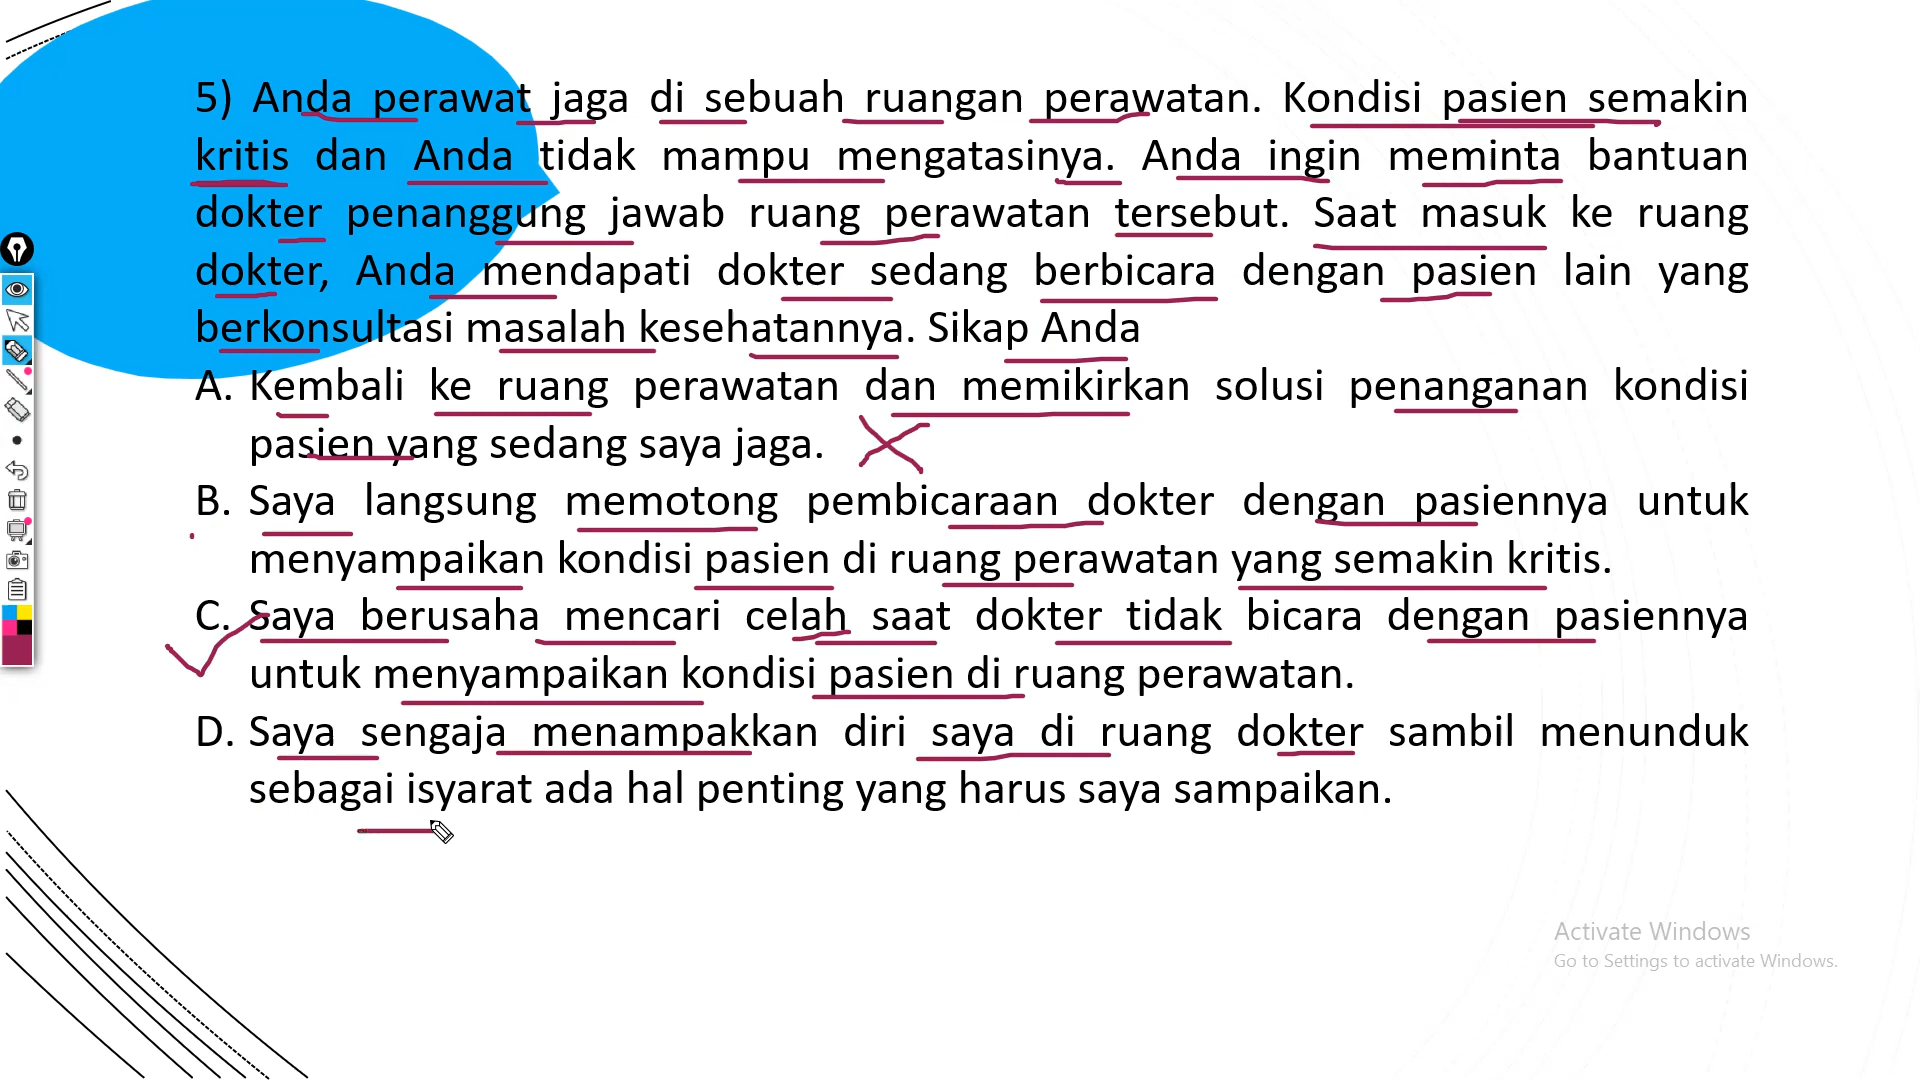 5) Anda perawat jaga di sebuah ruangan perawatan. Kondisi pasien semakin
kritis dan Anda tidak mampu mengatasinya. Anda ingin meminta bantuan
dokter penanggung jawab ruang perawatan tersebut. Saat masuk ke ruang
dokter, Anda mendapati dokter sedang berbicara dengan pasien lain yang
berkonsultasi masalah kesehatannya. Sikap Anda
A. Kembali ke ruang perawatan dan memikirkan solusi penanganan kondisi
pasien yang sedang saya jaga.
B. Saya langsung memotong pembicaraan dokter dengan pasiennya untuk
menyampaikan kondisi pasien di ruang perawatan yang semakin kritis.
C. Saya berusaha mencari celah saat dokter tidak bicara dengan pasiennya
untuk menyampaikan kondisi pasien di ruang perawatan.
D. Saya sengaja menampakkan diri saya di ruang dokter sambil menunduk
sebagai isyarat ada hal penting yang harus saya sampaikan.
Activate Windows
Go to Settings to activate Windows.